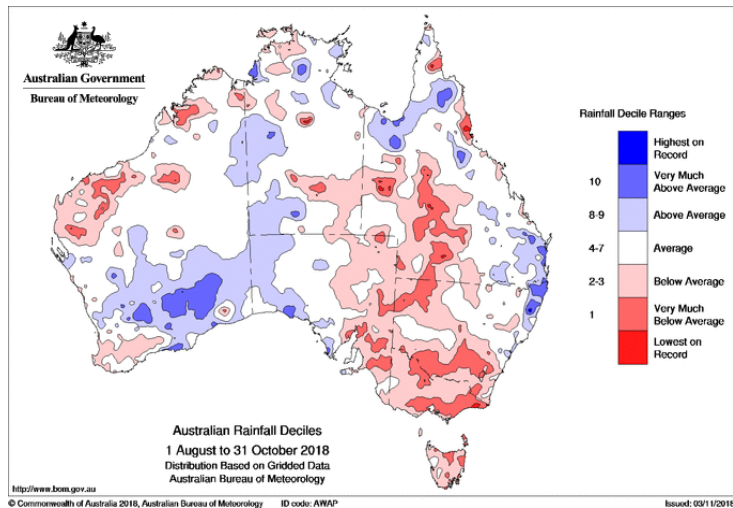 Australian Government
Bureau of Meteorology
Rainfall Decile Ranges
Highest on
Record
10
Very Much
Above Average
8-9
Above Average
4-7
Average
2-3
Below Average
1
Very Much
Below Average
Lowest on
Record
Australian Rainfall Deciles
1 August to 31 October 2018
Distribution Based on Gridded Data
Australian Bureau of Meteorology
http://www.bom.gov.au
© Commonwealth of Australia 2018, Australian Bureau of Meteorology
ID code: AWAP
Issued: 03/11/2018